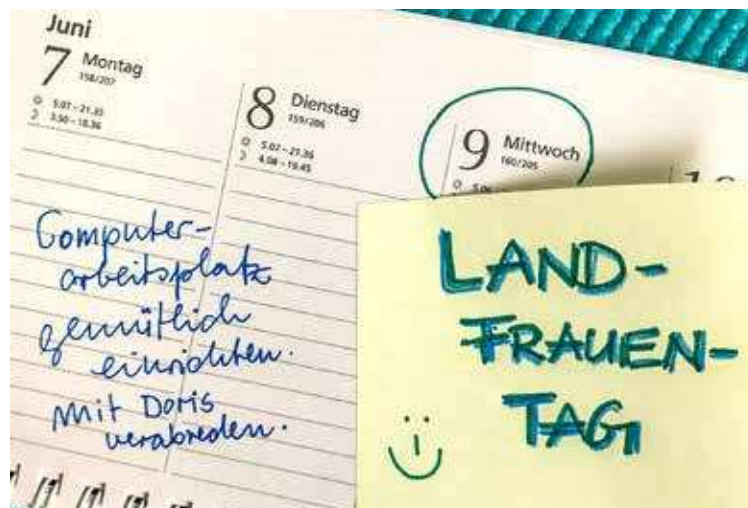 Juni
7 Montag
158/207
5.07 – 21.35
3.50 – 18.36
8 Dienstag
159/206
5.07 – 21.36
4.08 – 19.45
9 Mittwoch
160/205
Computer-
arbeitsplatz
gemütlich
einrichten.
Mit Doris
verabreden.
LAND-
FRAUEN-
TAG